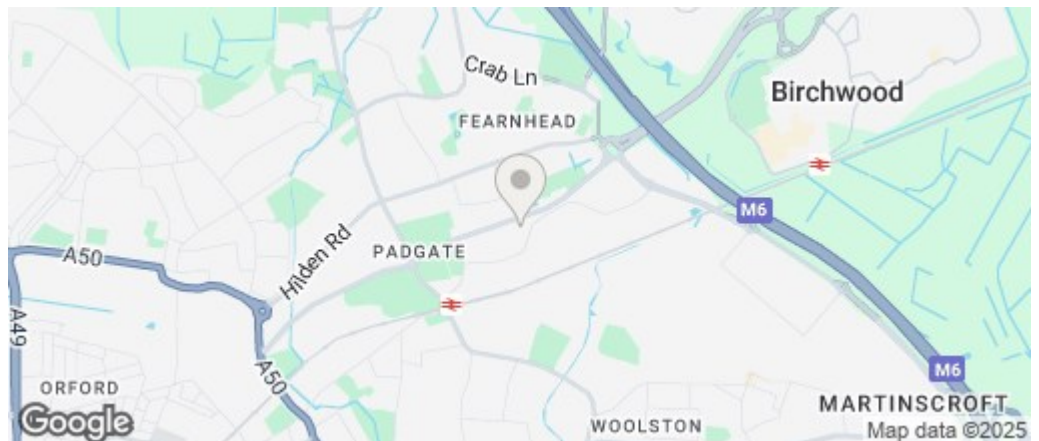 Crab Ln
Birchwood
FEARNHEAD
M6
Hilden Rd
PADGATE
A50
A49
A50
M6
ORFORD
MARTINSCROFT
WOOLSTON
Google
Map data ©2025